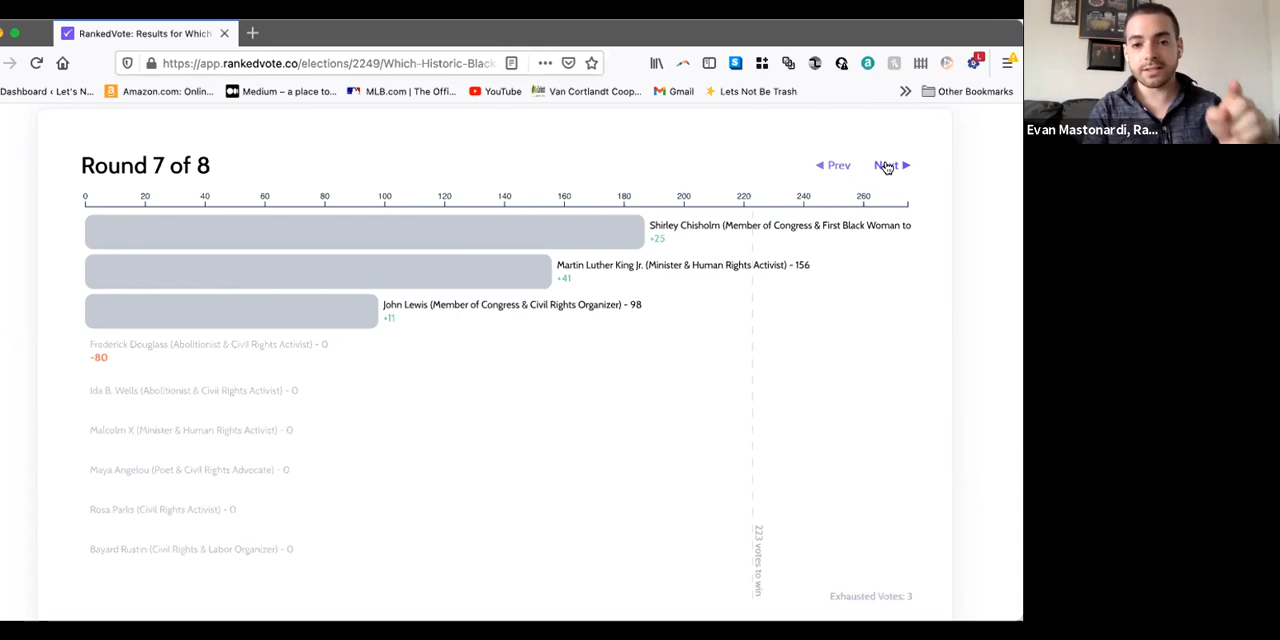 RankedVote: Results for Which
https://app.rankedvote.co/elections/2249/Which-Historic-Black
Dashboard ‹ Let's N...
Amazon.com: Onlin...
Medium – a place to...
MLB.com | The Offi...
YouTube
Van Cortlandt Coop...
Gmail
Lets Not Be Trash
Other Bookmarks
Evan Mastonardi, Ra...
Round 7 of 8
Prev
Next
0 20 40 60 80 100 120 140 160 180 200 220 240 260
Shirley Chisholm (Member of Congress & First Black Woman to
+25
Martin Luther King Jr. (Minister & Human Rights Activist) - 156
+41
John Lewis (Member of Congress & Civil Rights Organizer) - 98
+11
Frederick Douglass (Abolitionist & Civil Rights Activist) - 0
-80
Ida B. Wells (Abolitionist & Civil Rights Activist) - 0
Malcolm X (Minister & Human Rights Activist) - 0
Maya Angelou (Poet & Civil Rights Advocate) - 0
Rosa Parks (Civil Rights Activist) - 0
Bayard Rustin (Civil Rights & Labor Organizer) - 0
223 votes to win
Exhausted Votes: 3